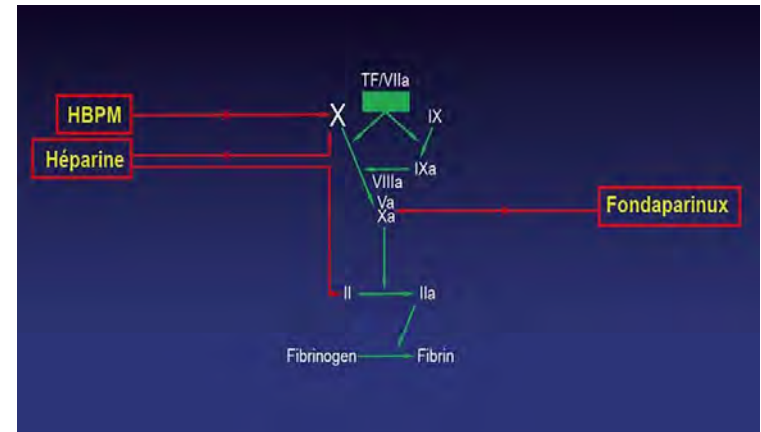 TF/VIIa
HBPM
X
IX
Héparine
IXa
VIIIa
Va
Xa
Fondaparinux
II
IIa
Fibrinogen
Fibrin